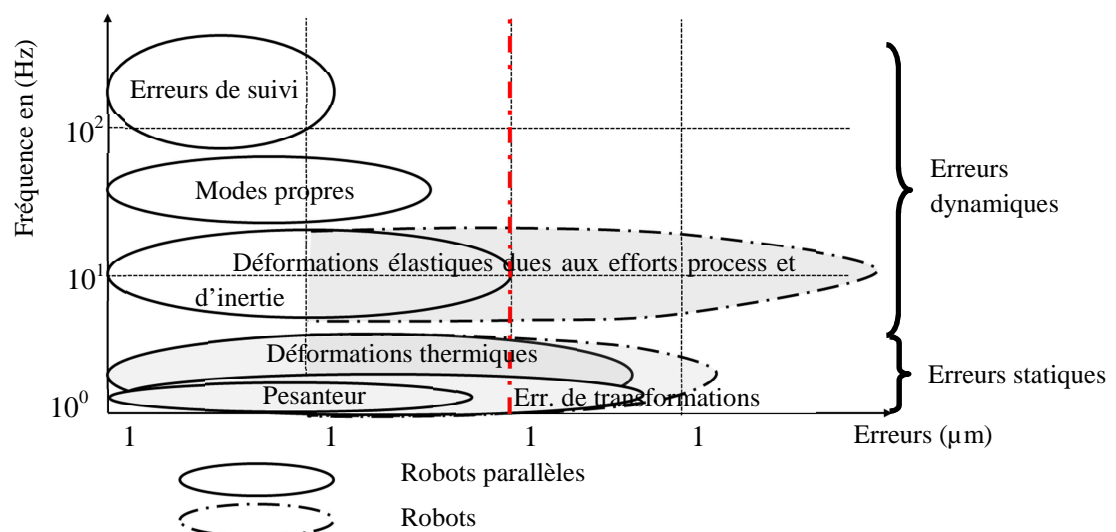 Fréquence en (Hz)
Erreurs de suivi
10²
Modes propres
Déformations élastiques dues aux efforts process et
10¹
d’inertie
Déformations thermiques
Pesanteur
Err. de transformations
10⁰
1
1
1
1
Erreurs (µm)
Erreurs
dynamiques
Erreurs statiques
Robots parallèles
Robots